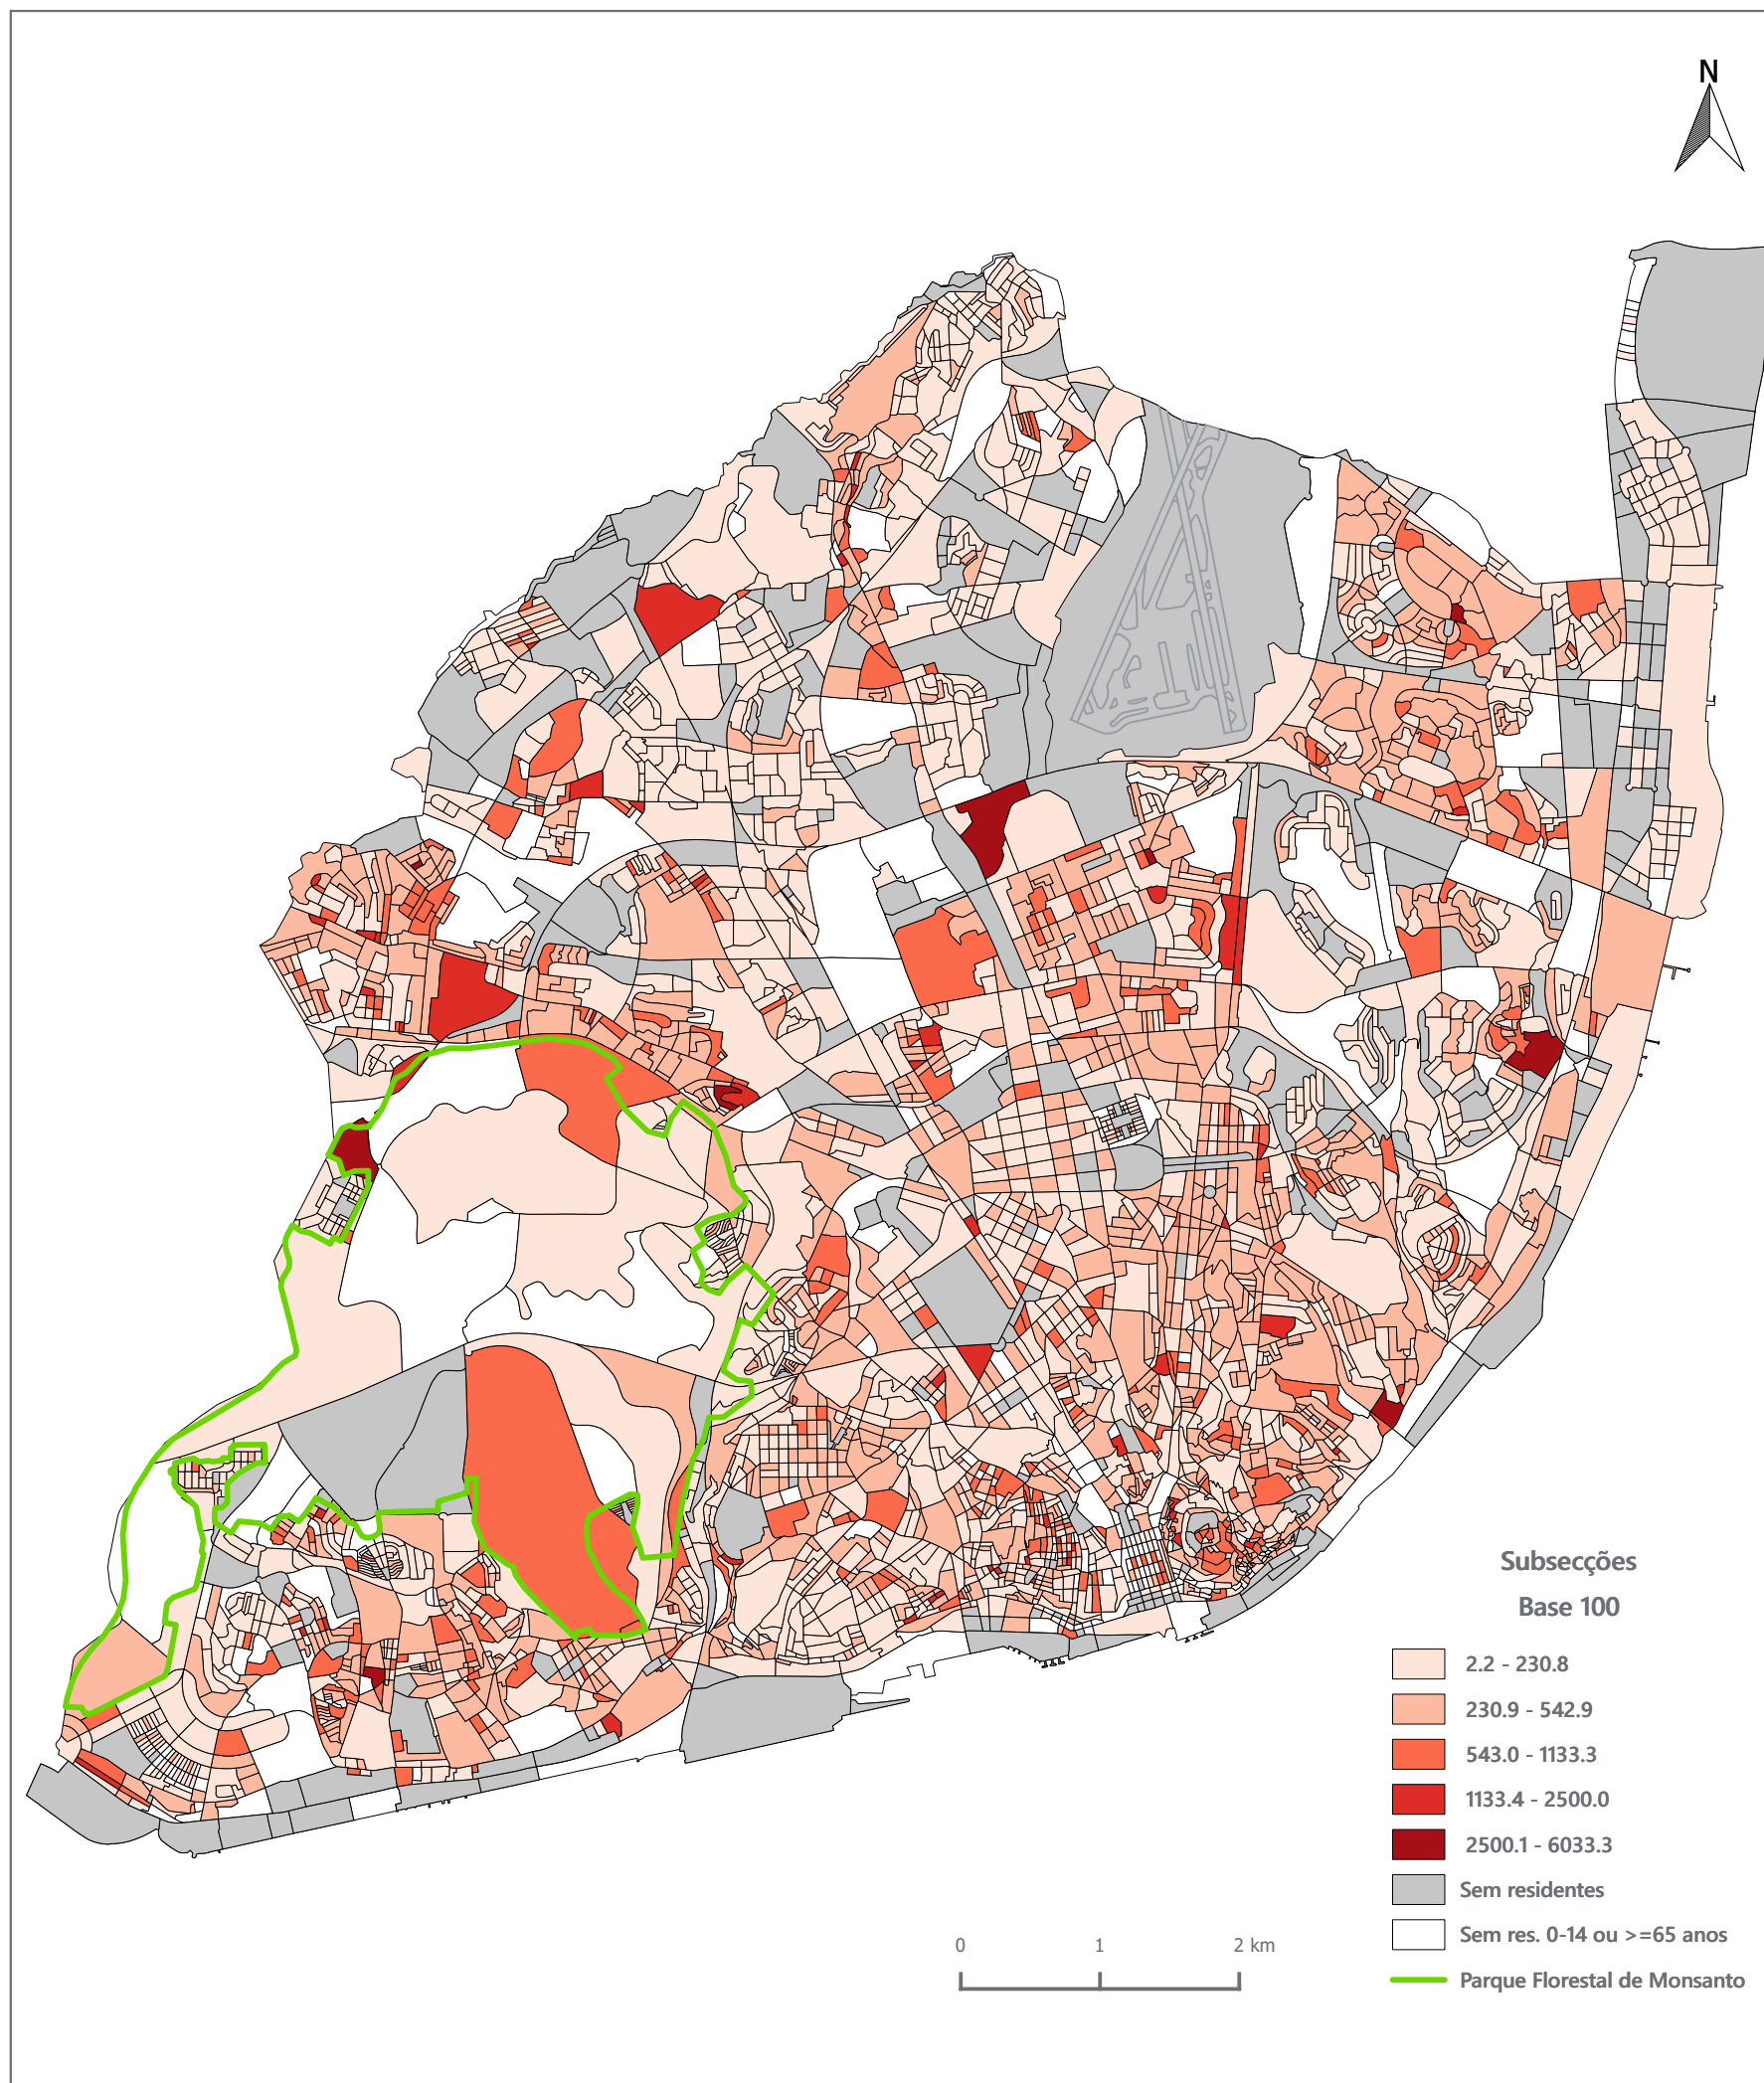 N
Subsecções
Base 100
2.2 - 230.8
230.9 - 542.9
543.0 - 1133.3
1133.4 - 2500.0
2500.1 - 6033.3
Sem residentes
Sem res. 0-14 ou >=65 anos
Parque Florestal de Monsanto
0 1 2 km